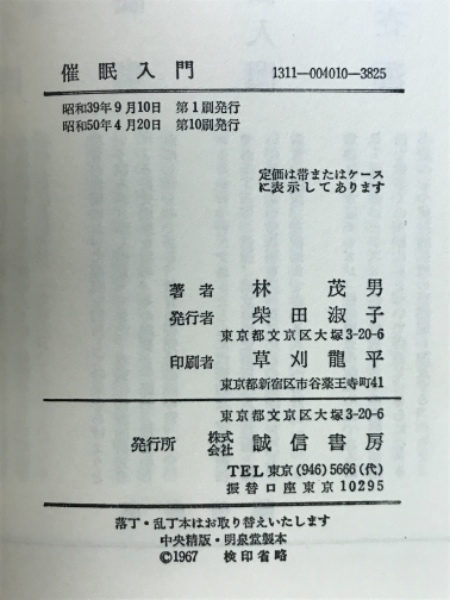 催眠入門 1311—004010—3825
昭和39年9月10日 第1刷発行
昭和50年4月20日 第10刷発行
定価は帯またはケース
に表示してあります
著者 林茂男
発行者 柴田淑子
東京都文京区大塚3-20-6
印刷者 草刈龍平
東京都新宿区市谷薬王寺町41
東京都文京区大塚3-20-6
発行所 株式会社 誠信書房
TEL東京(946)5666(代)
振替口座東京10295
落丁・乱丁本はお取り替えいたします
中央精版・明泉堂製本
©1967 検印省略